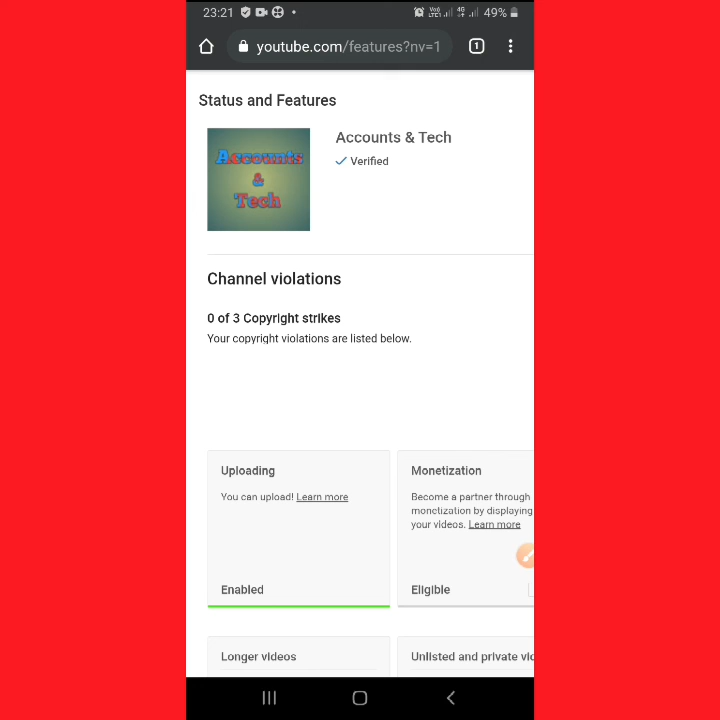 23:21
49%
youtube.com/features?nv=1
1
Status and Features
Accounts
&
Tech
Accounts & Tech
Verified
Channel violations
0 of 3 Copyright strikes
Your copyright violations are listed below.
Uploading
You can upload! Learn more
Enabled
Monetization
Become a partner through
monetization by displaying
your videos. Learn more
Eligible
Longer videos
Unlisted and private vid